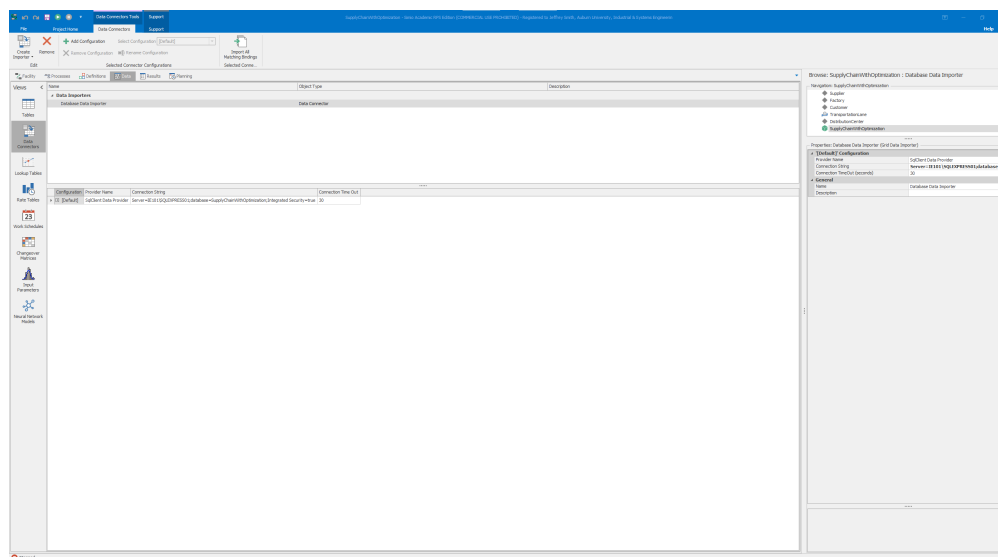 Data Connectors Tools Support
SupplyChainWithOptimization - Simio Academic RPS Edition [COMMERCIAL USE PROHIBITED] - Registered to Jeffrey Smith, Auburn University, Industrial & Systems Engineering
File Project Home Data Connectors Support Help
Create Importer Remove
Add Configuration Select Configuration [Default]
Remove Configuration Rename Configuration
Import All Matching Bindings
Edit Selected Connector Configurations Selected Conne...
Facility Processes Definitions Data Results Planning
Views
Tables
Data Connectors
Lookup Tables
Rate Tables
23
Work Schedules
Changeover Matrices
Input Parameters
Neural Network Models
Name Object Type Description
Data Importers
Database Data Importer Data Connector
Configuration Provider Name Connection String Connection Time Out
[Default] SqlClient Data Provider Server=IE101\SQLEXPRESS01;database=SupplyChainWithOptimization;Integrated Security=true 30
Browse: SupplyChainWithOptimization : Database Data Importer
Navigation: SupplyChainWithOptimization
Supplier
Factory
Customer
TransportationLane
DistributionCenter
SupplyChainWithOptimization
Properties: Database Data Importer (Grid Data Importer)
'[Default]' Configuration
Provider Name SqlClient Data Provider
Connection String Server=IE101\SQLEXPRESS01;database
Connection TimeOut (seconds) 30
General
Name Database Data Importer
Description